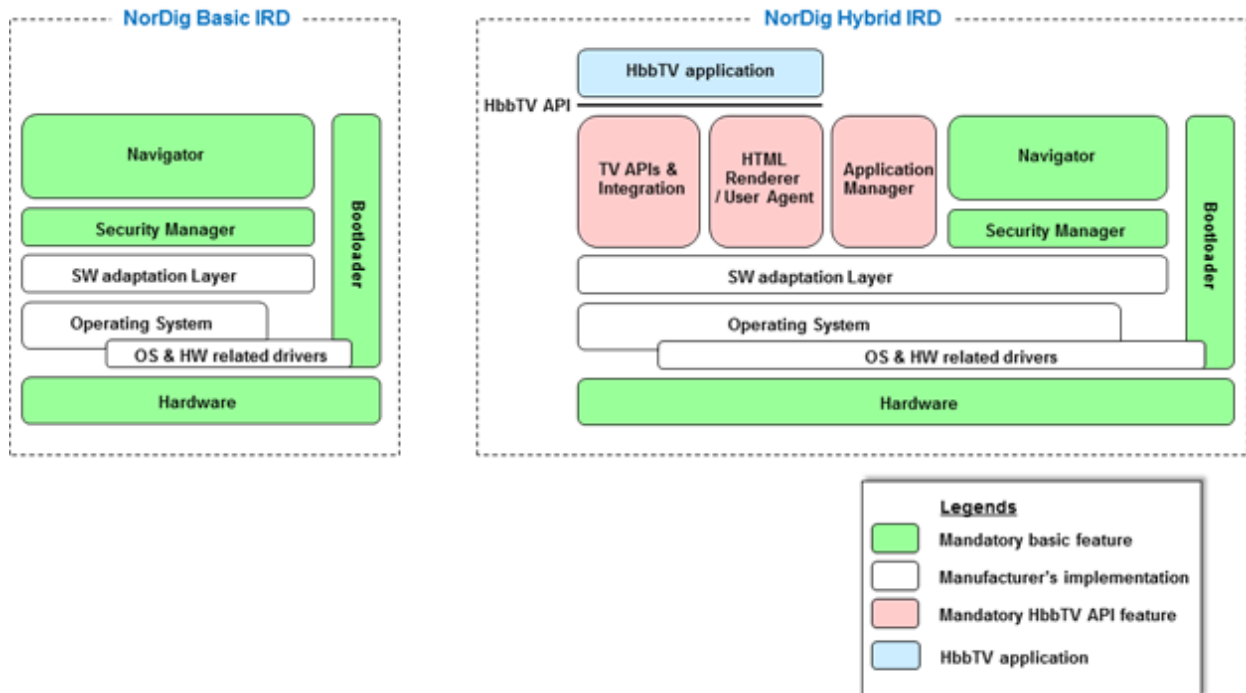 NorDig Basic IRD
Navigator
Security Manager
SW adaptation Layer
Operating System
OS & HW related drivers
Bootloader
Hardware
NorDig Hybrid IRD
HbbTV application
HbbTV API
TV APIs &
Integration
HTML
Renderer
/ User Agent
Application
Manager
Navigator
Security Manager
SW adaptation Layer
Operating System
OS & HW related drivers
Bootloader
Hardware
Legends
Mandatory basic feature
Manufacturer's implementation
Mandatory HbbTV API feature
HbbTV application